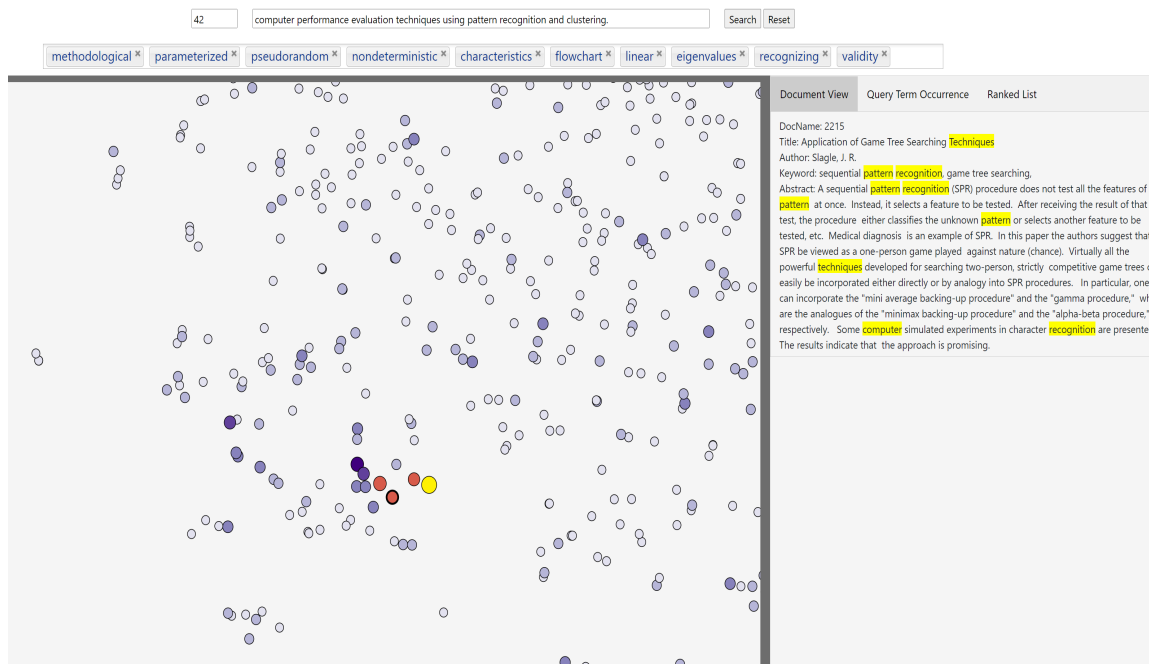 42 computer performance evaluation techniques using pattern recognition and clustering. Search Reset
methodological × parameterized × pseudorandom × nondeterministic × characteristics × flowchart × linear × eigenvalues × recognizing × validity ×
Document View Query Term Occurrence Ranked List
DocName: 2215
Title: Application of Game Tree Searching Techniques
Author: Slagle, J. R.
Keyword: sequential pattern recognition, game tree searching,
Abstract: A sequential pattern recognition (SPR) procedure does not test all the features of
pattern at once. Instead, it selects a feature to be tested. After receiving the result of that
test, the procedure either classifies the unknown pattern or selects another feature to be
tested, etc. Medical diagnosis is an example of SPR. In this paper the authors suggest that
SPR be viewed as a one-person game played against nature (chance). Virtually all the
powerful techniques developed for searching two-person, strictly competitive game trees
easily be incorporated either directly or by analogy into SPR procedures. In particular, one
can incorporate the "mini average backing-up procedure" and the "gamma procedure,"
are the analogues of the "minimax backing-up procedure" and the "alpha-beta procedure,"
respectively. Some computer simulated experiments in character recognition are presente
The results indicate that the approach is promising.